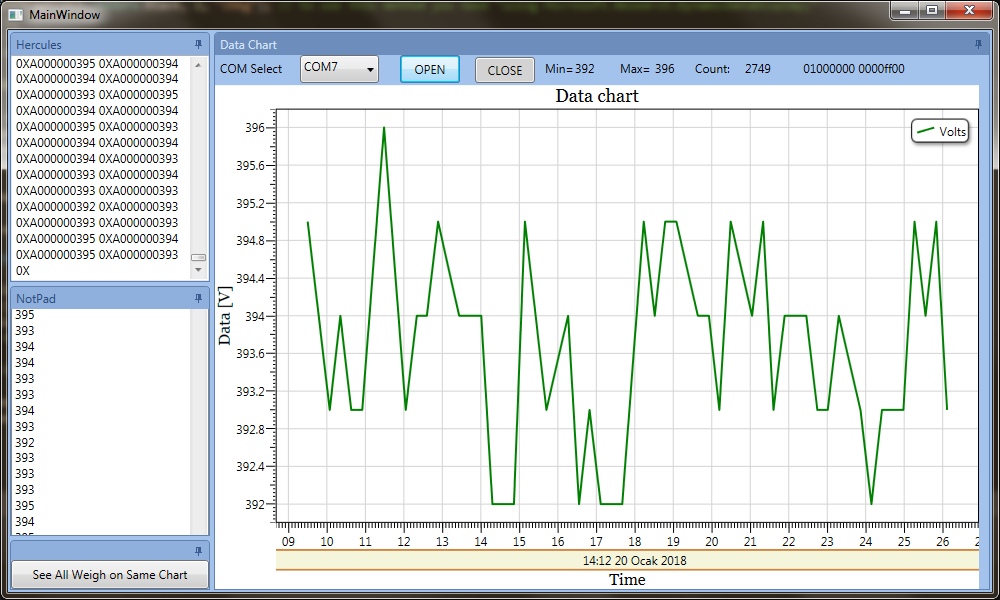 MainWindow
Hercules
0XA000000395 0XA000000394
0XA000000394 0XA000000394
0XA000000393 0XA000000395
0XA000000394 0XA000000394
0XA000000395 0XA000000393
0XA000000394 0XA000000394
0XA000000394 0XA000000393
0XA000000393 0XA000000394
0XA000000393 0XA000000393
0XA000000392 0XA000000393
0XA000000393 0XA000000393
0XA000000395 0XA000000394
0XA000000395 0XA000000393
0X
NotPad
395
393
394
394
393
393
394
393
392
393
393
393
395
394
See All Weigh on Same Chart
Data Chart
COM Select COM7 OPEN CLOSE Min= 392 Max= 396 Count: 2749 01000000 0000ff00
Data chart
Volts
Data [V]
396
395.6
395.2
394.8
394.4
394
393.6
393.2
392.8
392.4
392
09 10 11 12 13 14 15 16 17 18 19 20 21 22 23 24 25 26
14:12 20 Ocak 2018
Time